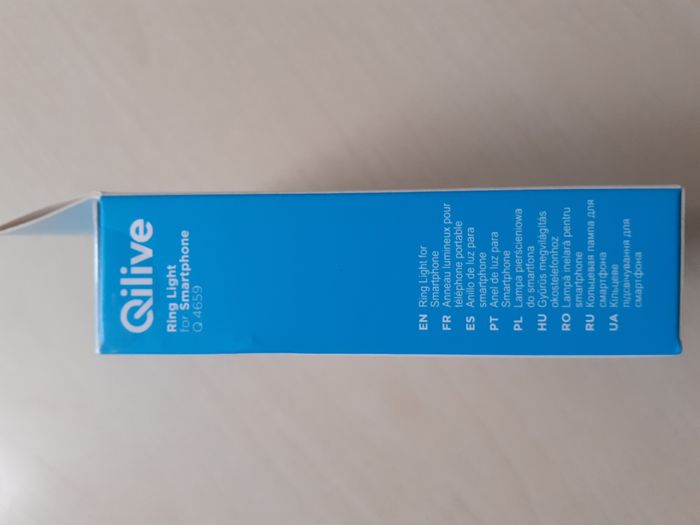 Qilive
Ring Light
for Smartphone
Q.4659
EN Ring Light for
Smartphone
FR Anneau lumineux pour
téléphone portable
ES Anillo de luz para
smartphone
PT Anel de luz para
Smartphone
PL Lampa pierścieniowa
do smartfona
HU Gyűrűs megvilágítás
okostelefonhoz
RO Lampă inelară pentru
smartphone
RU Кольцевая лампа для
смартфона
UA Кільцеве
підсвічування для
смартфона